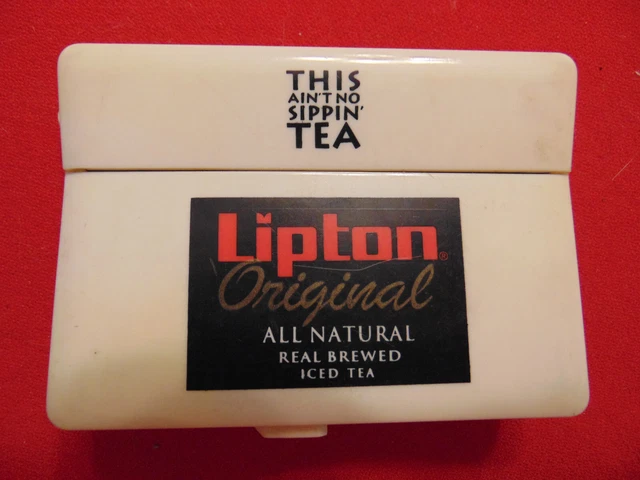 THIS
AIN'T NO
SIPPIN'
TEA
Lipton®
Original
ALL NATURAL
REAL BREWED
ICED TEA